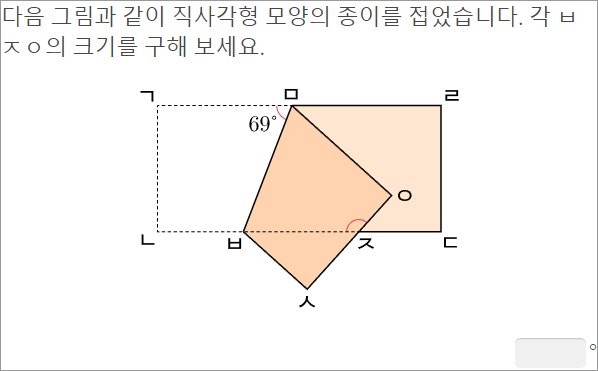 다음 그림과 같이 직사각형 모양의 종이를 접었습니다. 각 ㅂ
ㅈㅇ의 크기를 구해 보세요.
ㄱ ㅁ ㄹ
69°
ㅇ
ㄴ ㅂ ㅈ ㄷ
ㅅ
°